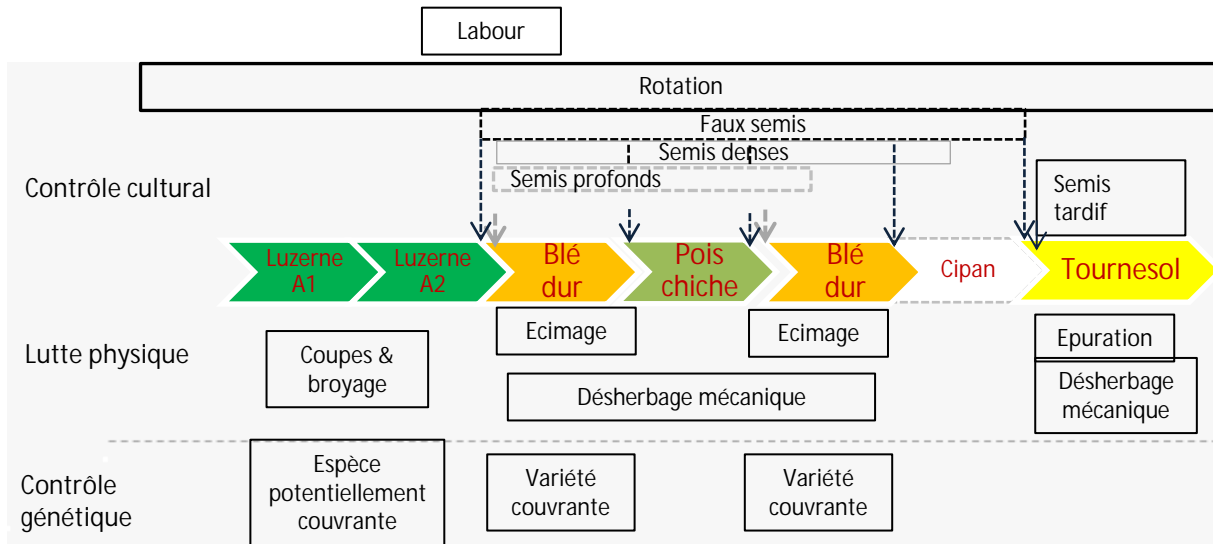 Labour
Rotation
Faux semis
Semis denses
Semis profonds
Contrôle cultural
Semis
tardif
Luzerne
A1
Luzerne
A2
Blé
dur
Pois
chiche
Blé
dur
Cipan
Tournesol
Lutte physique
Coupes &
broyage
Ecimage
Ecimage
Epuration
Désherbage mécanique
Désherbage
mécanique
Contrôle
génétique
Espèce
potentiellement
couvrante
Variété
couvrante
Variété
couvrante